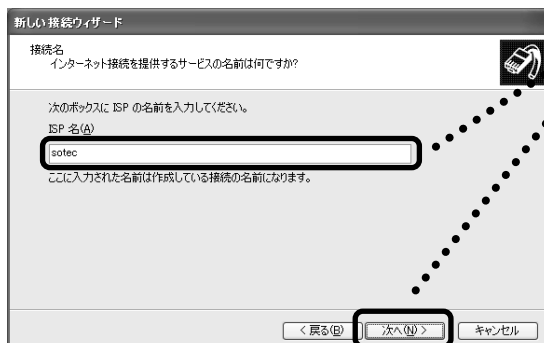 新しい接続ウィザード
接続名
インターネット接続を提供するサービスの名前は何ですか?
次のボックスに ISP の名前を入力してください。
ISP 名(A)
sotec
ここに入力された名前は作成している接続の名前になります。
< 戻る(B) 次へ(N) > キャンセル